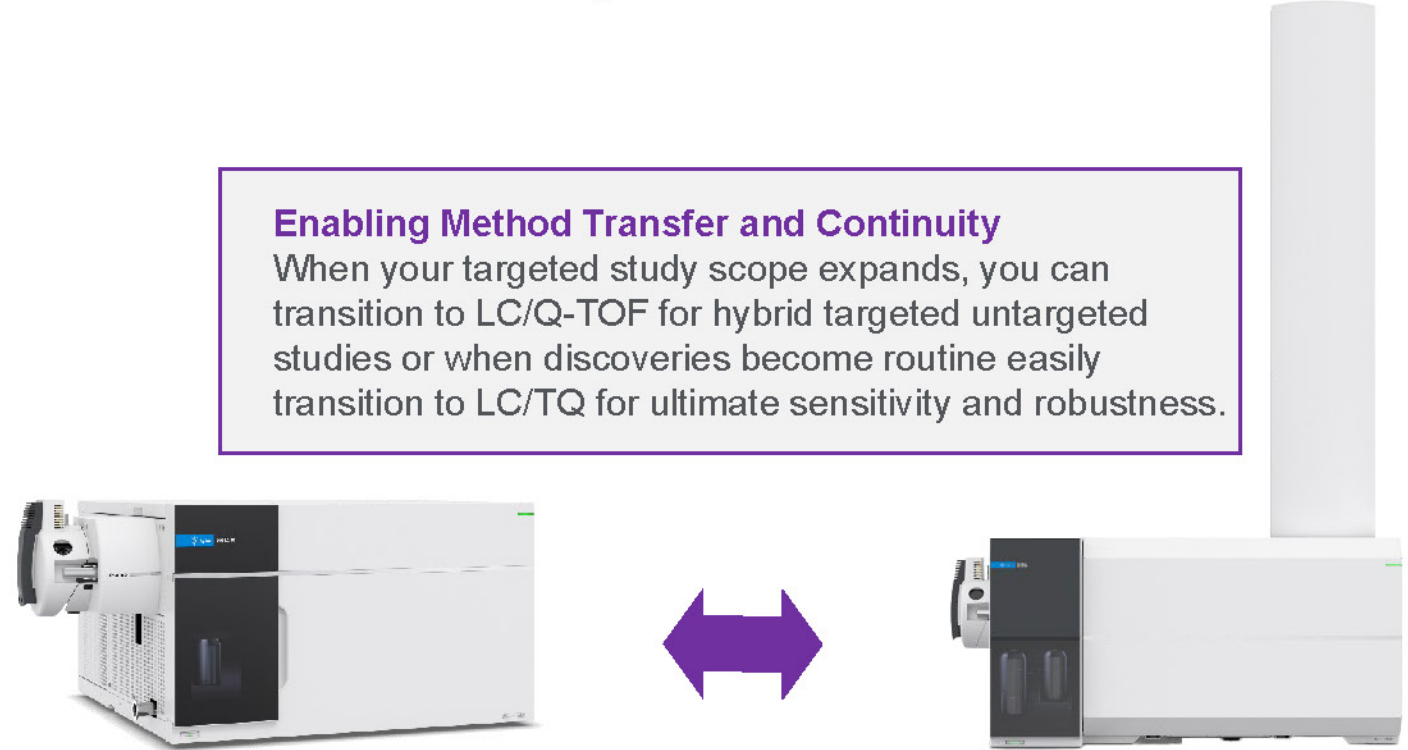 Enabling Method Transfer and Continuity
When your targeted study scope expands, you can
transition to LC/Q-TOF for hybrid targeted untargeted
studies or when discoveries become routine easily
transition to LC/TQ for ultimate sensitivity and robustness.